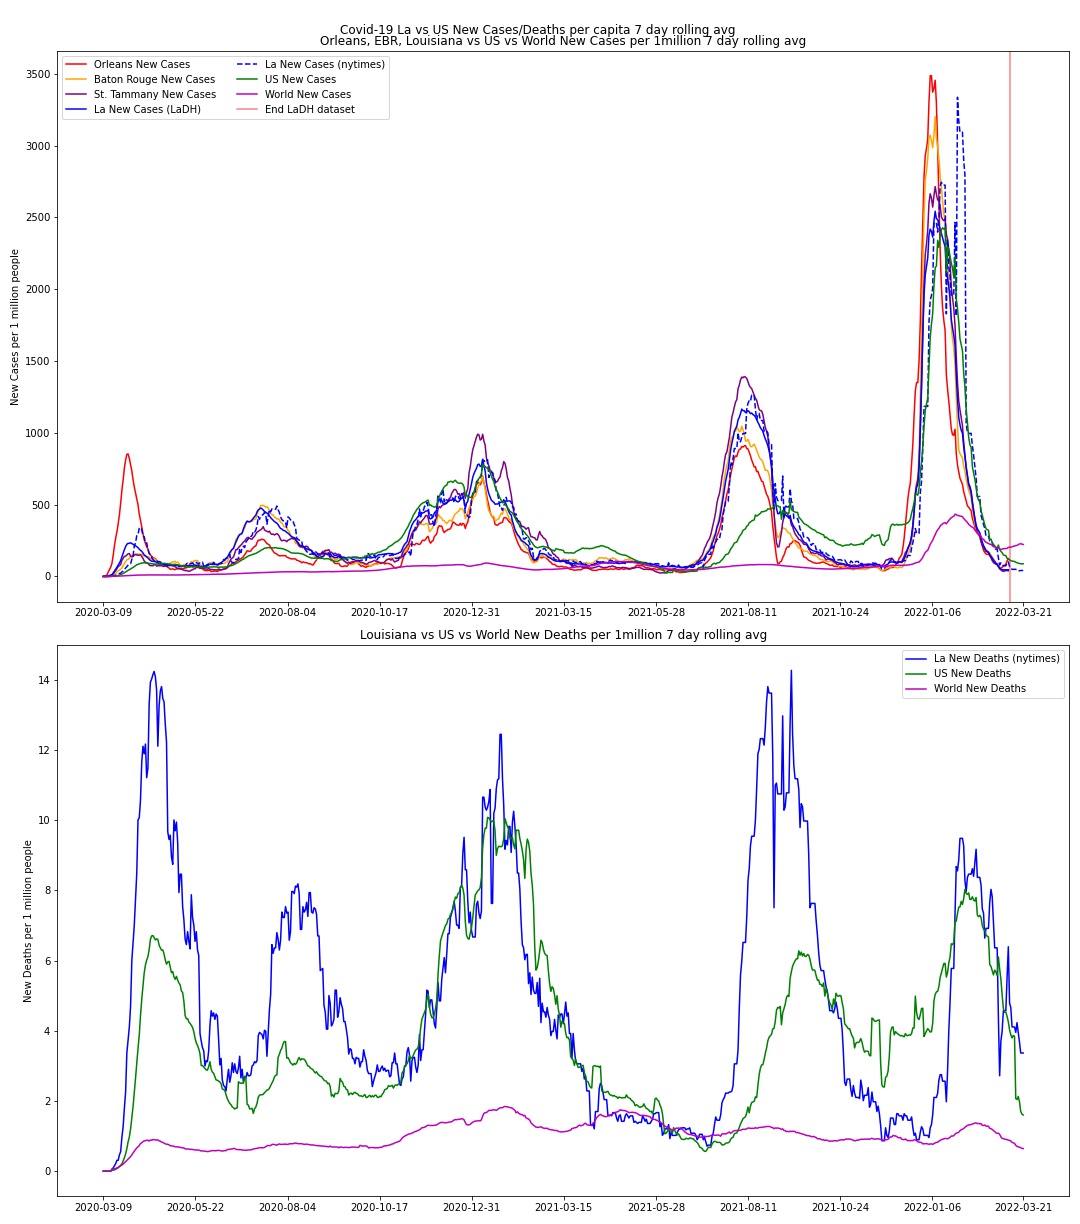 Covid-19 La vs US New Cases/Deaths per capita 7 day rolling avg
Orleans, EBR, Louisiana vs US vs World New Cases per 1million 7 day rolling avg
Orleans New Cases
Baton Rouge New Cases
St. Tammany New Cases
La New Cases (LaDH)
La New Cases (nytimes)
US New Cases
World New Cases
End LaDH dataset
New Cases per 1 million people
3500
3000
2500
2000
1500
1000
500
0
2020-03-09 2020-05-22 2020-08-04 2020-10-17 2020-12-31 2021-03-15 2021-05-28 2021-08-11 2021-10-24 2022-01-06 2022-03-21
Louisiana vs US vs World New Deaths per 1million 7 day rolling avg
La New Deaths (nytimes)
US New Deaths
World New Deaths
New Deaths per 1 million people
14
12
10
8
6
4
2
0
2020-03-09 2020-05-22 2020-08-04 2020-10-17 2020-12-31 2021-03-15 2021-05-28 2021-08-11 2021-10-24 2022-01-06 2022-03-21